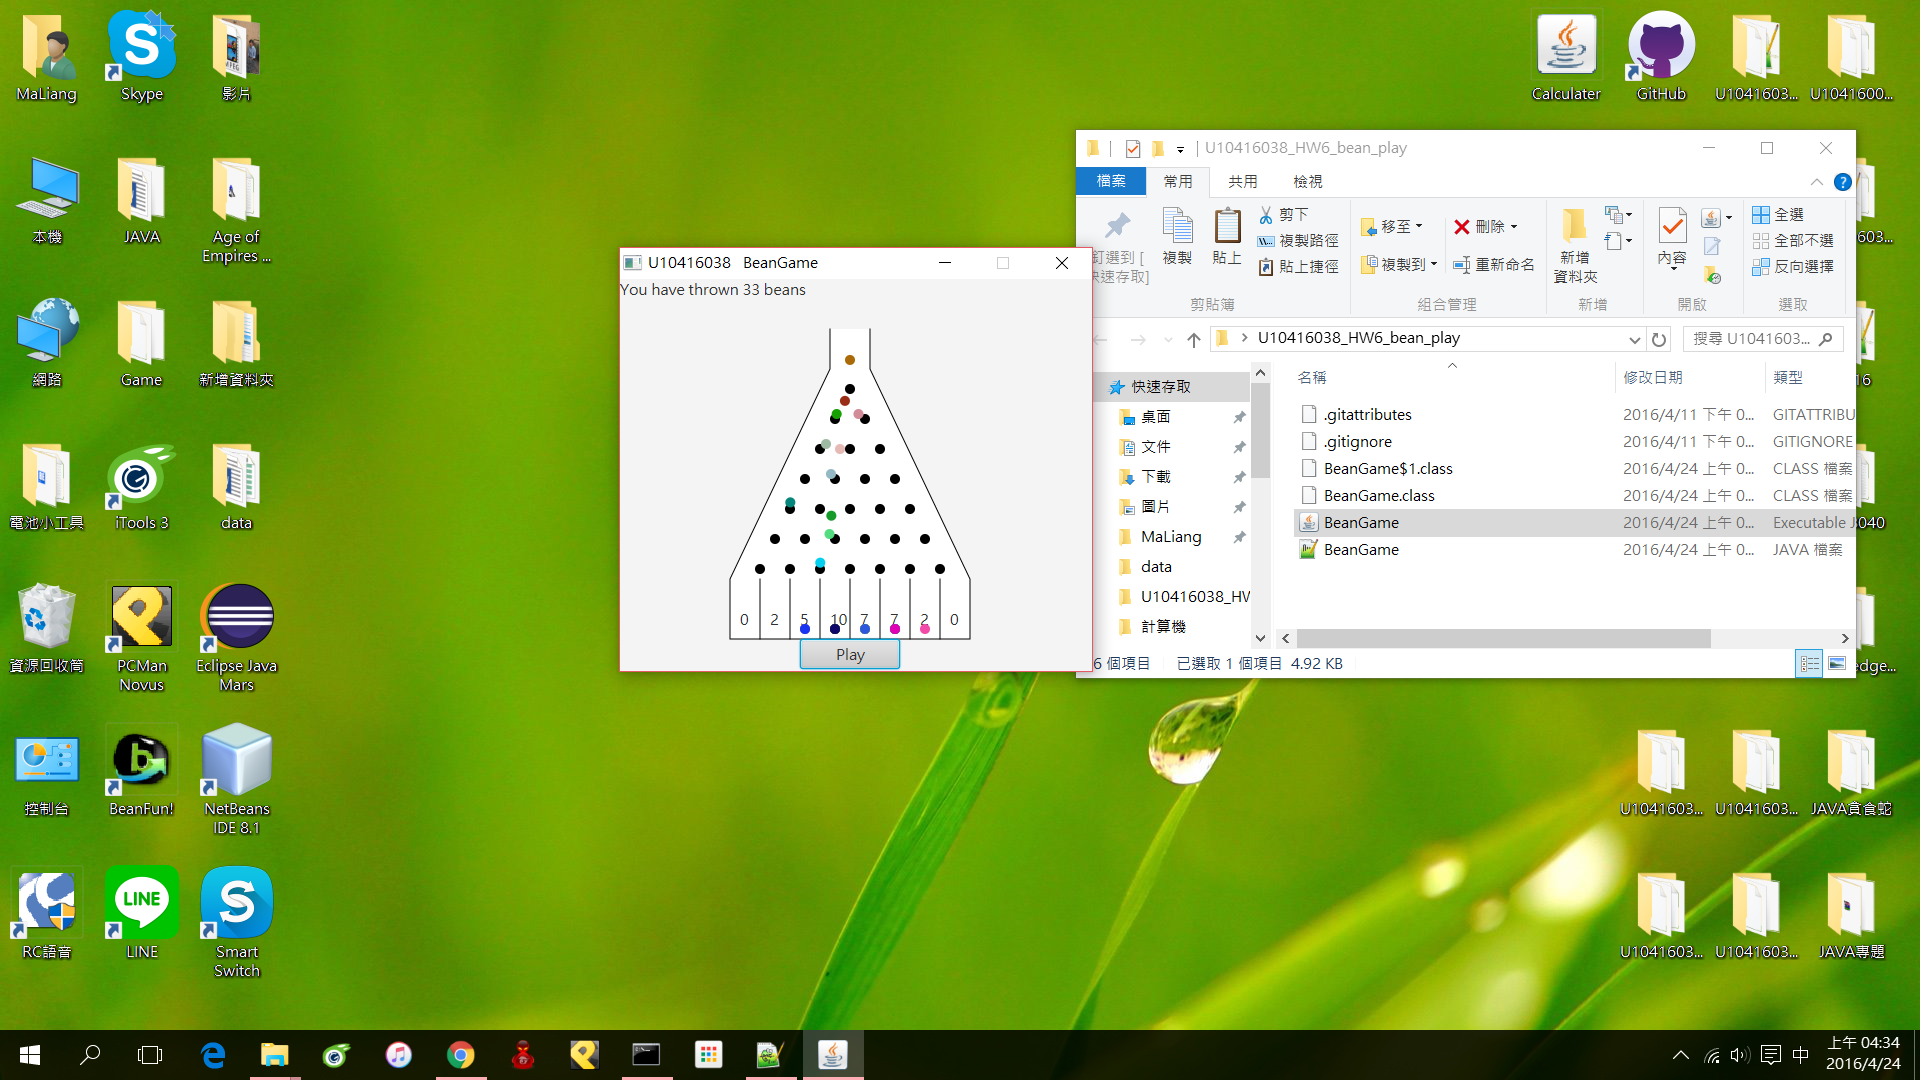 MaLiang
Skype
影片
本機
JAVA
Age of
Empires ...
網路
Game
新增資料夾
電池小工具
iTools 3
data
資源回收筒
PCMan
Novus
Eclipse Java
Mars
控制台
BeanFun!
NetBeans
IDE 8.1
RC語音
LINE
LINE
Smart
Switch
Calculater
GitHub
U1041603...
U1041600...
U10416038 BeanGame
You have thrown 33 beans
0 2 5 10 7 7 2 0
Play
U10416038_HW6_bean_play
檔案 常用 共用 檢視
釘選到 [
快速存取]
複製
貼上
剪下
複製路徑
貼上捷徑
剪貼簿
移至
複製到
刪除
重新命名
組合管理
新增
資料夾
新增
內容
開啟
全選
全部不選
反向選擇
選取
U10416038_HW6_bean_play
搜尋 U1041603...
快速存取
桌面
文件
下載
圖片
MaLiang
data
U10416038_HW
計算機
名稱 修改日期 類型
.gitattributes 2016/4/11 下午 0... GITATTRIBU
.gitignore 2016/4/11 下午 0... GITIGNORE
BeanGame$1.class 2016/4/24 上午 0... CLASS 檔案
BeanGame.class 2016/4/24 上午 0... CLASS 檔案
BeanGame 2016/4/24 上午 0... Executable J
BeanGame 2016/4/24 上午 0... JAVA 檔案
6 個項目 已選取 1 個項目 4.92 KB
603...
16
3040
edge...
U1041603...
U1041603...
JAVA貪食蛇
U1041603...
U1041603...
JAVA專題
中
上午 04:34
2016/4/24